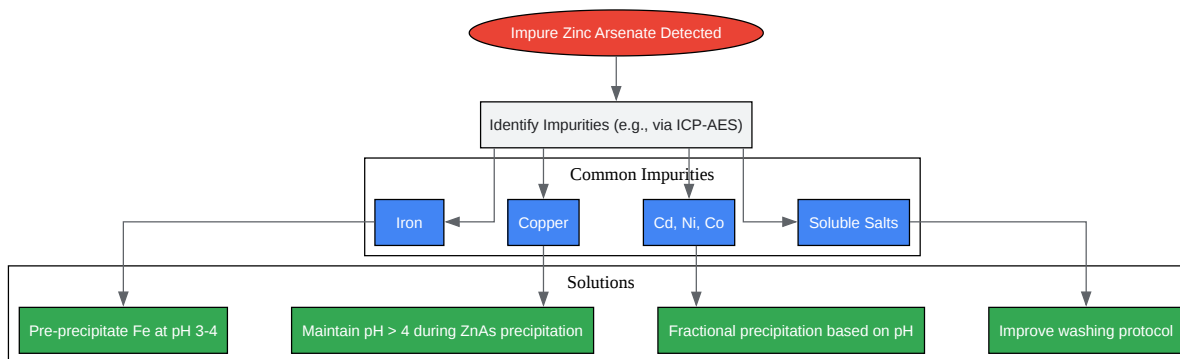 Impure Zinc Arsenate Detected
Identify Impurities (e.g., via ICP-AES)
Common Impurities
Iron
Copper
Cd, Ni, Co
Soluble Salts
Solutions
Pre-precipitate Fe at pH 3-4
Maintain pH > 4 during ZnAs precipitation
Fractional precipitation based on pH
Improve washing protocol